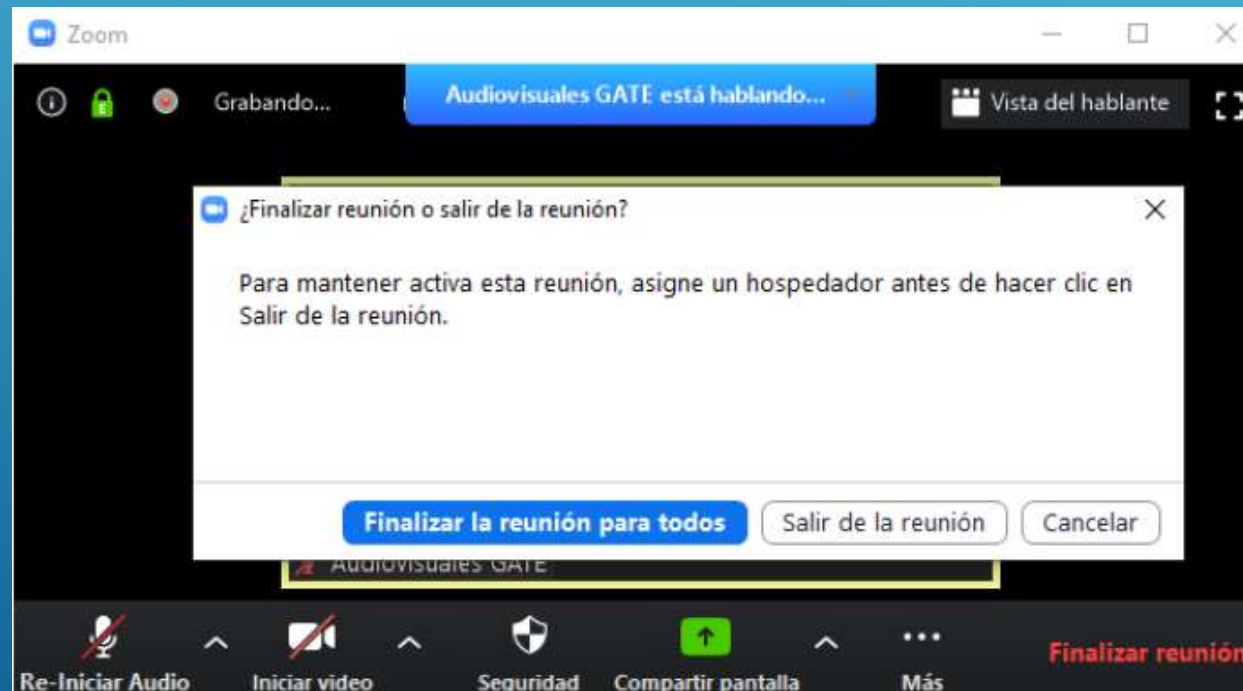 Zoom
Grabando...
Audiovisuales GATE está hablando...
Vista del hablante
¿Finalizar reunión o salir de la reunión?
Para mantener activa esta reunión, asigne un hospedador antes de hacer clic en
Salir de la reunión.
Finalizar la reunión para todos
Salir de la reunión
Cancelar
Audiovisuales GATE
Re-Iniciar Audio
Iniciar video
Seguridad
Compartir pantalla
Más
Finalizar reunión